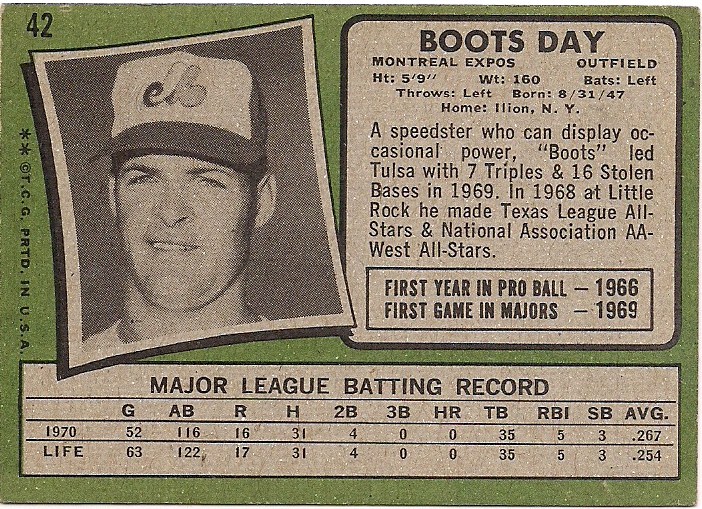 42
BOOTS DAY
MONTREAL EXPOS OUTFIELD
Ht: 5'9" Wt: 160 Bats: Left
Throws: Left Born: 8/31/47
Home: Ilion, N. Y.
A speedster who can display oc-
casional power, "Boots" led
Tulsa with 7 Triples & 16 Stolen
Bases in 1969. In 1968 at Little
Rock he made Texas League All-
Stars & National Association AA-
West All-Stars.
FIRST YEAR IN PRO BALL — 1966
FIRST GAME IN MAJORS — 1969
**©T.C.G. PRTD. IN U.S.A.
eb
MAJOR LEAGUE BATTING RECORD
G AB R H 2B 3B HR TB RBI SB AVG.
1970 52 116 16 31 4 0 0 35 5 3 .267
LIFE 63 122 17 31 4 0 0 35 5 3 .254